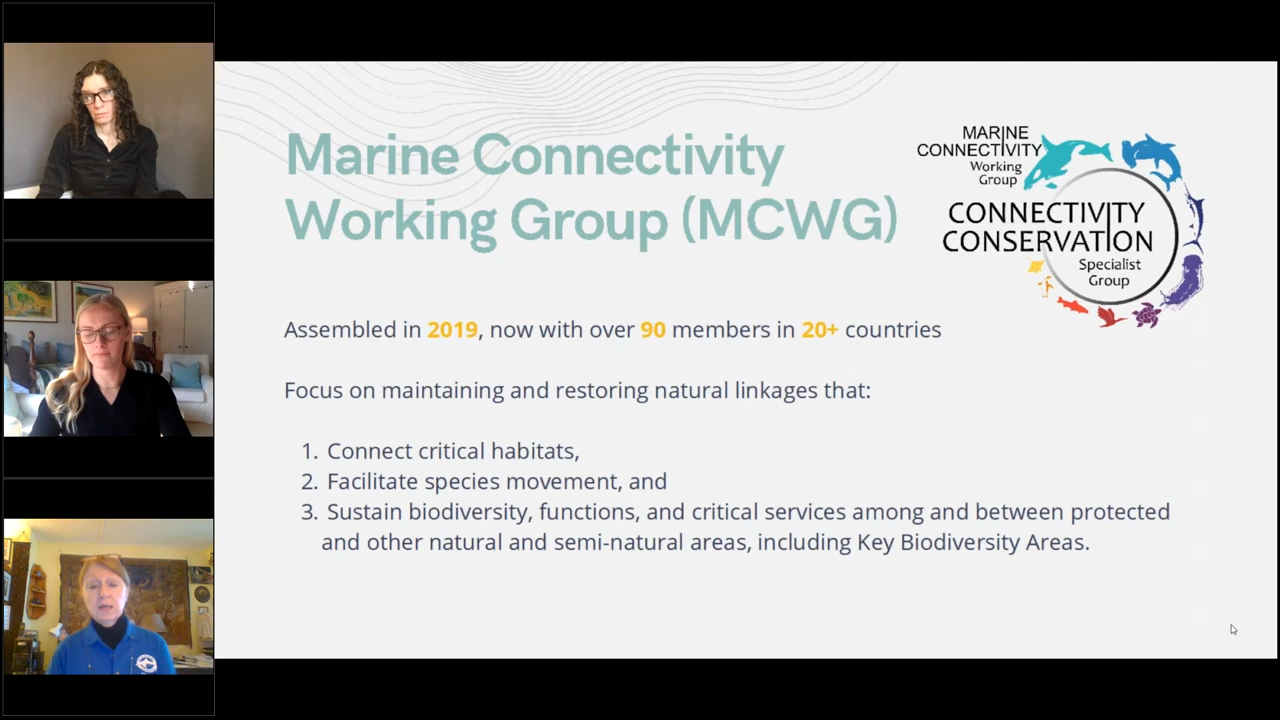 Marine Connectivity
Working Group (MCWG)
MARINE
CONNECTIVITY
Working
Group
CONNECTIVITY
CONSERVATION
Specialist
Group
Assembled in 2019, now with over 90 members in 20+ countries
Focus on maintaining and restoring natural linkages that:
1. Connect critical habitats,
2. Facilitate species movement, and
3. Sustain biodiversity, functions, and critical services among and between protected
and other natural and semi-natural areas, including Key Biodiversity Areas.